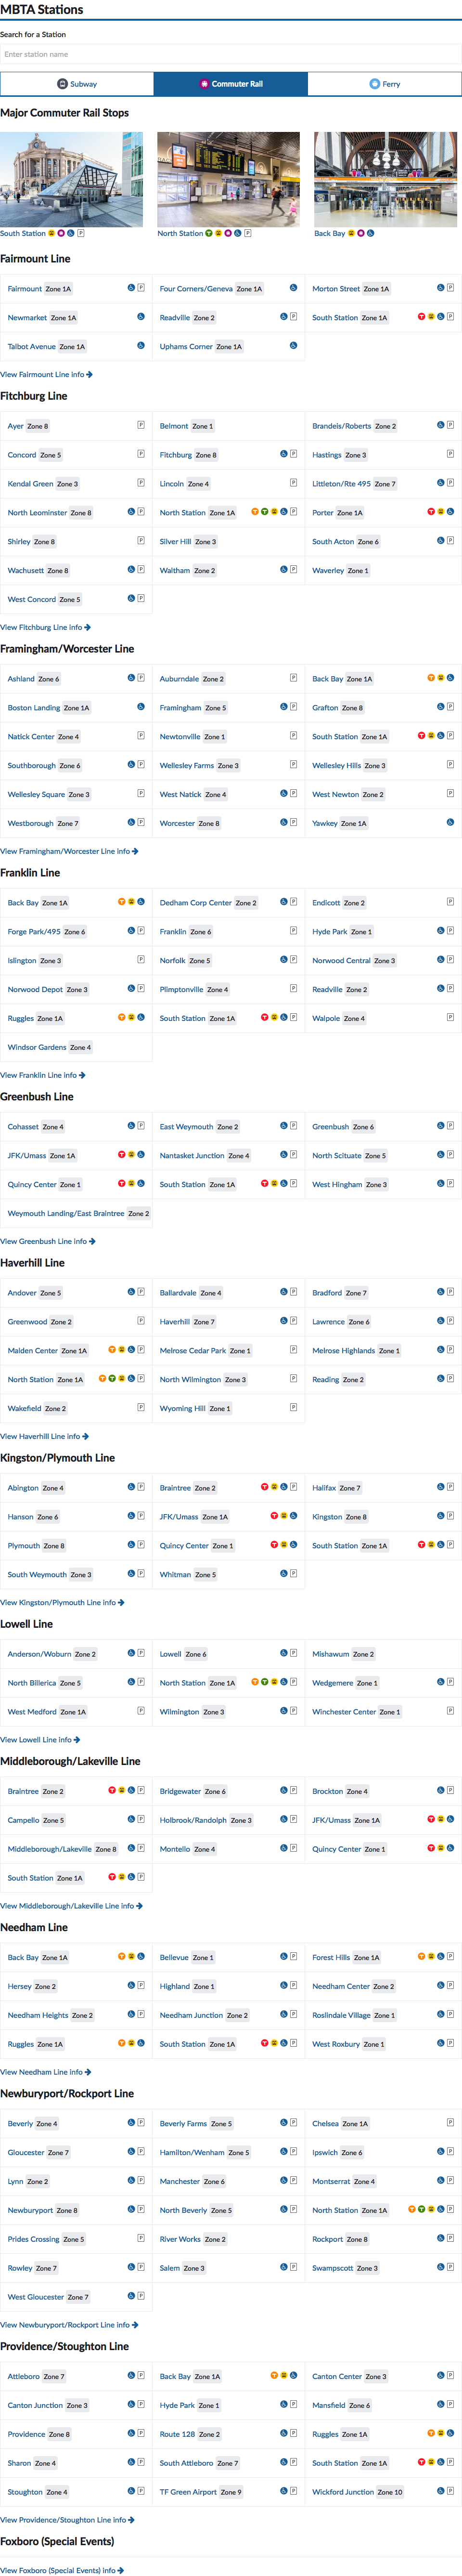 MBTA Stations
Search for a Station
Enter station name
Subway Commuter Rail Ferry
Major Commuter Rail Stops
South Station P North Station P Back Bay
Fairmount Line
Fairmount Zone 1A P Four Corners/Geneva Zone 1A Morton Street Zone 1A P
Newmarket Zone 1A Readville Zone 2 P South Station Zone 1A P
Talbot Avenue Zone 1A Uphams Corner Zone 1A
View Fairmount Line info
Fitchburg Line
Ayer Zone 8 P Belmont Zone 1 Brandeis/Roberts Zone 2 P
Concord Zone 5 P Fitchburg Zone 8 P Hastings Zone 3 P
Kendal Green Zone 3 P Lincoln Zone 4 P Littleton/Rte 495 Zone 7 P
North Leominster Zone 8 P North Station Zone 1A P Porter Zone 1A
Shirley Zone 8 P Silver Hill Zone 3 South Acton Zone 6 P
Wachusett Zone 8 P Waltham Zone 2 P Waverley Zone 1
West Concord Zone 5 P
View Fitchburg Line info
Framingham/Worcester Line
Ashland Zone 6 P Auburndale Zone 2 P Back Bay Zone 1A
Boston Landing Zone 1A Framingham Zone 5 P Grafton Zone 8 P
Natick Center Zone 4 P Newtonville Zone 1 P South Station Zone 1A P
Southborough Zone 6 P Wellesley Farms Zone 3 P Wellesley Hills Zone 3 P
Wellesley Square Zone 3 P West Natick Zone 4 P West Newton Zone 2 P
Westborough Zone 7 P Worcester Zone 8 P Yawkey Zone 1A
View Framingham/Worcester Line info
Franklin Line
Back Bay Zone 1A Dedham Corp Center Zone 2 P Endicott Zone 2 P
Forge Park/495 Zone 6 P Franklin Zone 6 P Hyde Park Zone 1 P
Islington Zone 3 P Norfolk Zone 5 P Norwood Central Zone 3 P
Norwood Depot Zone 3 P Plimptonville Zone 4 P Readville Zone 2 P
Ruggles Zone 1A South Station Zone 1A P Walpole Zone 4 P
Windsor Gardens Zone 4
View Franklin Line info
Greenbush Line
Cohasset Zone 4 P East Weymouth Zone 2 P Greenbush Zone 6 P
JFK/Umass Zone 1A Nantasket Junction Zone 4 P North Scituate Zone 5 P
Quincy Center Zone 1 South Station Zone 1A P West Hingham Zone 3 P
Weymouth Landing/East Braintree Zone 2
View Greenbush Line info
Haverhill Line
Andover Zone 5 P Ballardvale Zone 4 P Bradford Zone 7 P
Greenwood Zone 2 P Haverhill Zone 7 P Lawrence Zone 6 P
Malden Center Zone 1A P Melrose Cedar Park Zone 1 P Melrose Highlands Zone 1 P
North Station Zone 1A P North Wilmington Zone 3 P Reading Zone 2 P
Wakefield Zone 2 P Wyoming Hill Zone 1 P
View Haverhill Line info
Kingston/Plymouth Line
Abington Zone 4 P Braintree Zone 2 P Halifax Zone 7 P
Hanson Zone 6 P JFK/Umass Zone 1A Kingston Zone 8 P
Plymouth Zone 8 P Quincy Center Zone 1 South Station Zone 1A P
South Weymouth Zone 3 P Whitman Zone 5 P
View Kingston/Plymouth Line info
Lowell Line
Anderson/Woburn Zone 2 P Lowell Zone 6 P Mishawum Zone 2
North Billerica Zone 5 P North Station Zone 1A P Wedgemere Zone 1 P
West Medford Zone 1A P Wilmington Zone 3 P Winchester Center Zone 1 P
View Lowell Line info
Middleborough/Lakeville Line
Braintree Zone 2 P Bridgewater Zone 6 P Brockton Zone 4 P
Campello Zone 5 P Holbrook/Randolph Zone 3 P JFK/Umass Zone 1A
Middleborough/Lakeville Zone 8 P Montello Zone 4 P Quincy Center Zone 1
South Station Zone 1A P
View Middleborough/Lakeville Line info
Needham Line
Back Bay Zone 1A Bellevue Zone 1 P Forest Hills Zone 1A P
Hersey Zone 2 P Highland Zone 1 P Needham Center Zone 2 P
Needham Heights Zone 2 P Needham Junction Zone 2 P Roslindale Village Zone 1 P
Ruggles Zone 1A South Station Zone 1A P West Roxbury Zone 1 P
View Needham Line info
Newburyport/Rockport Line
Beverly Zone 4 P Beverly Farms Zone 5 P Chelsea Zone 1A P
Gloucester Zone 7 P Hamilton/Wenham Zone 5 P Ipswich Zone 6 P
Lynn Zone 2 P Manchester Zone 6 P Montserrat Zone 4 P
Newburyport Zone 8 P North Beverly Zone 5 P North Station Zone 1A P
Prides Crossing Zone 5 P River Works Zone 2 Rockport Zone 8 P
Rowley Zone 7 P Salem Zone 3 P Swampscott Zone 3 P
West Gloucester Zone 7 P
View Newburyport/Rockport Line info
Providence/Stoughton Line
Attleboro Zone 7 P Back Bay Zone 1A Canton Center Zone 3 P
Canton Junction Zone 3 P Hyde Park Zone 1 P Mansfield Zone 6 P
Providence Zone 8 P Route 128 Zone 2 P Ruggles Zone 1A
Sharon Zone 4 P South Attleboro Zone 7 P South Station Zone 1A P
Stoughton Zone 4 P TF Green Airport Zone 9 P Wickford Junction Zone 10 P
View Providence/Stoughton Line info
Foxboro (Special Events)
View Foxboro (Special Events) info